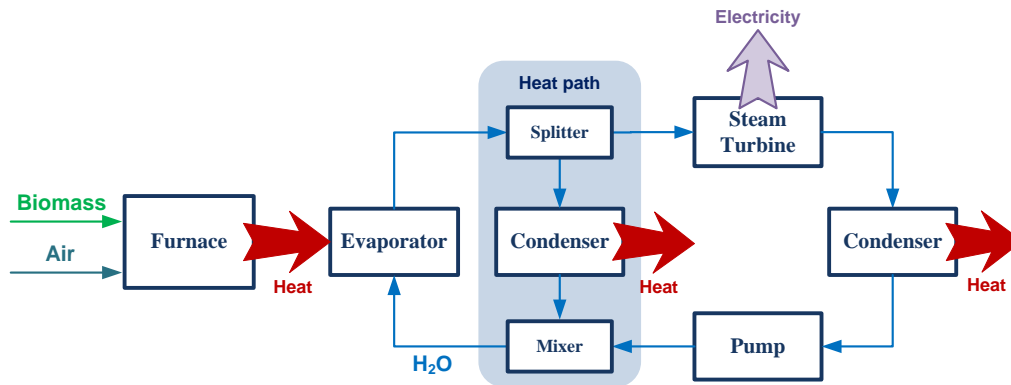 Electricity
Heat path
Splitter
Steam
Turbine
Biomass
Air
Furnace
Heat
Evaporator
Condenser
Heat
Condenser
Heat
H₂O
Mixer
Pump